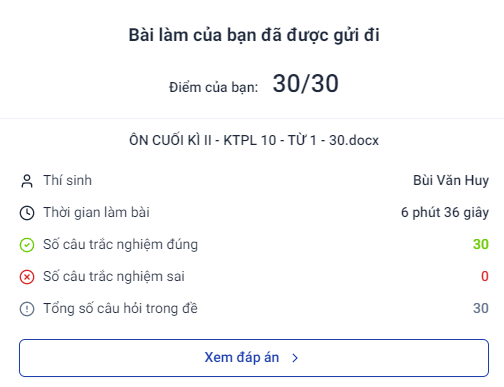 Bài làm của bạn đã được gửi đi
Điểm của bạn: 30/30
ÔN CUỐI KÌ II - KTPL 10 - TỪ 1 - 30.docx
Thí sinh Bùi Văn Huy
Thời gian làm bài 6 phút 36 giây
Số câu trắc nghiệm đúng 30
Số câu trắc nghiệm sai 0
Tổng số câu hỏi trong đề 30
Xem đáp án